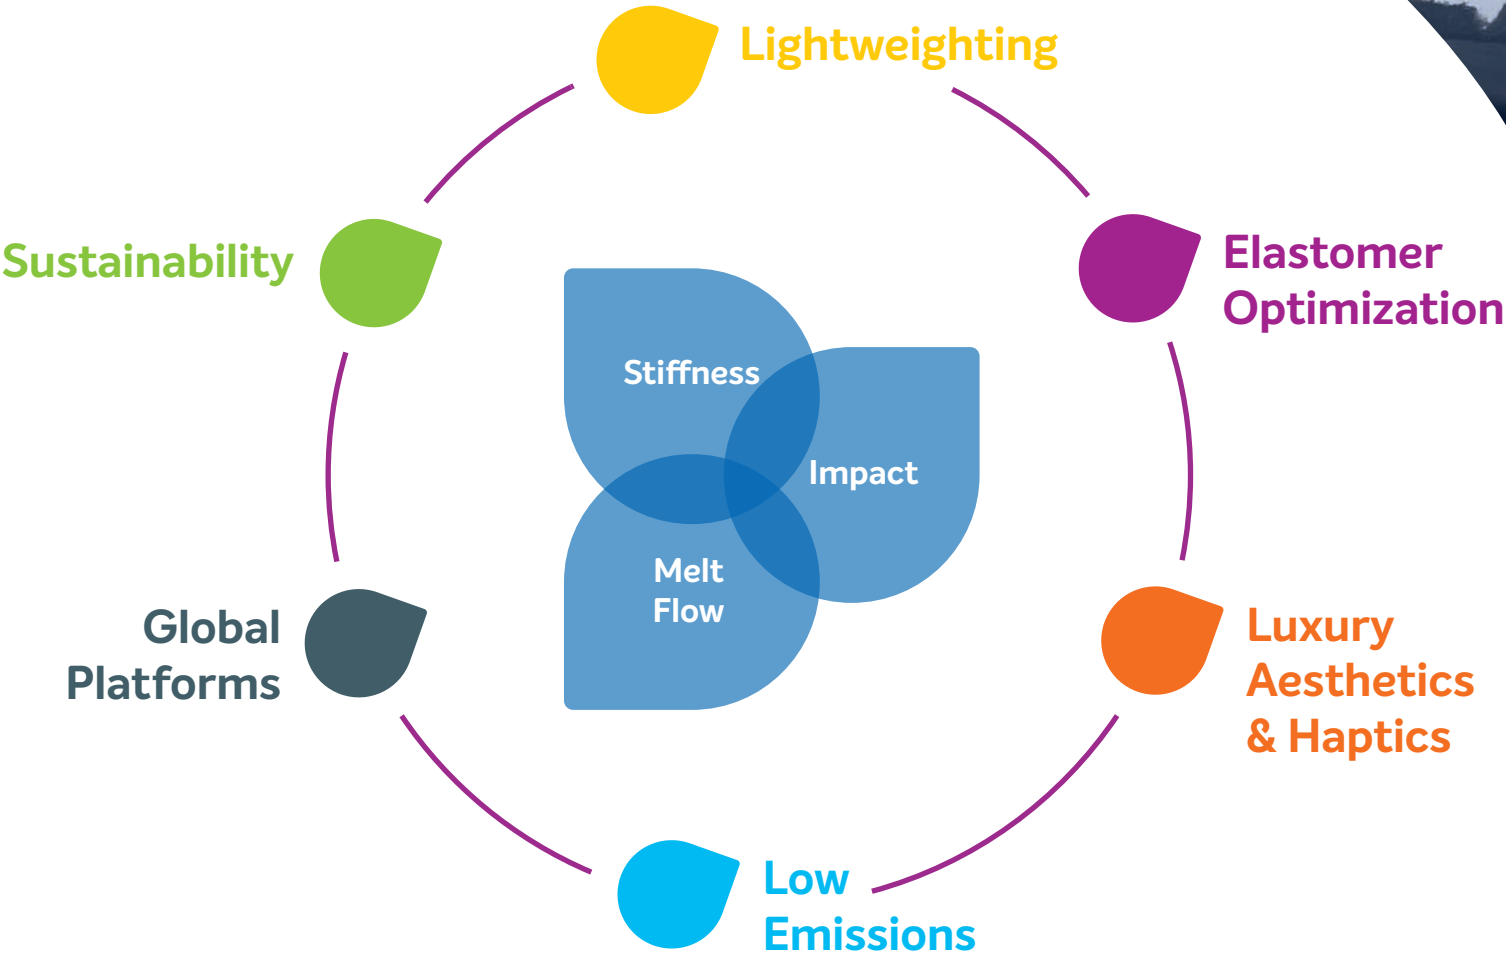 Lightweighting
Elastomer
Optimization
Sustainability
Stiffness
Impact
Melt
Flow
Global
Platforms
Luxury
Aesthetics
& Haptics
Low
Emissions